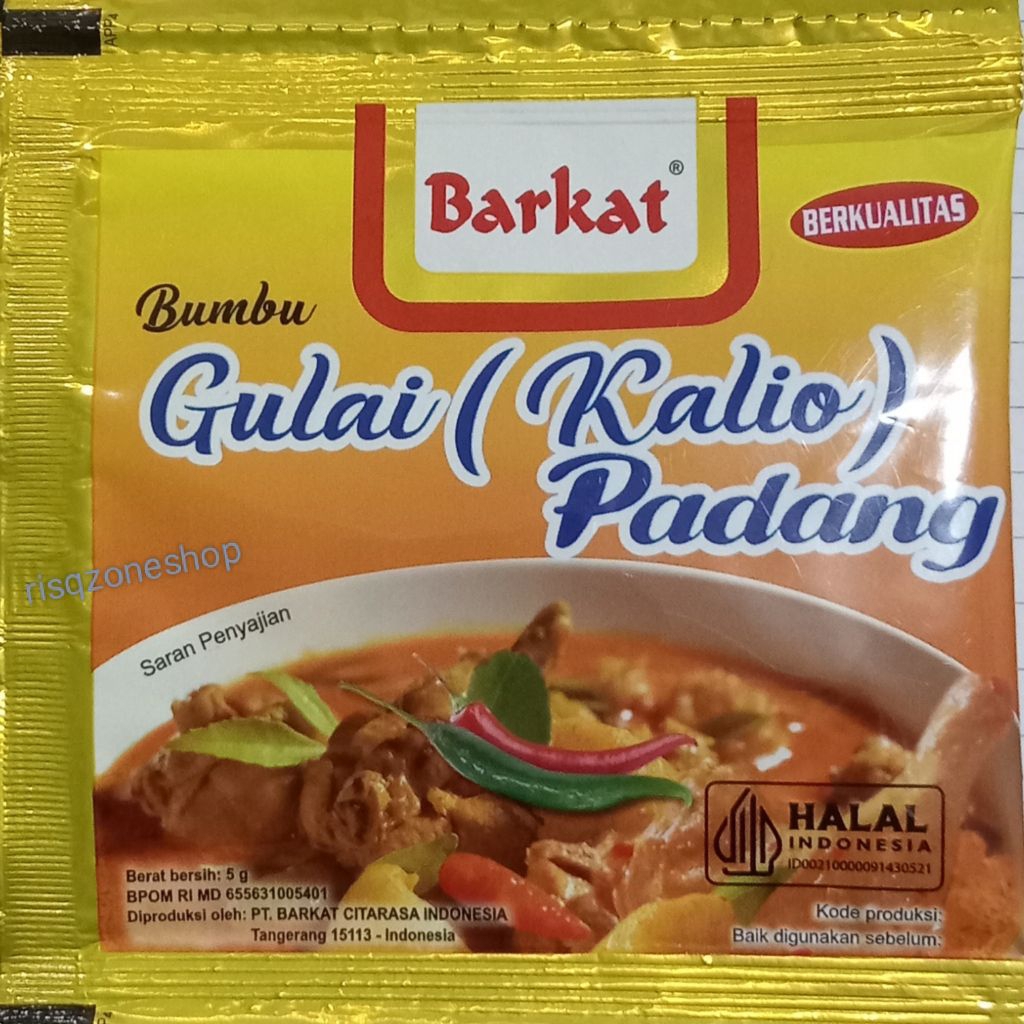 Barkat®
BERKUALITAS
Bumbu
Gulai (Kalio)
Padang
risqzoneshop
Saran Penyajian
HALAL
INDONESIA
ID00210000091430521
Berat bersih: 5 g
BPOM RI MD 655631005401
Diproduksi oleh: PT. BARKAT CITARASA INDONESIA
Tangerang 15113 - Indonesia
Kode produksi:
Baik digunakan sebelum: